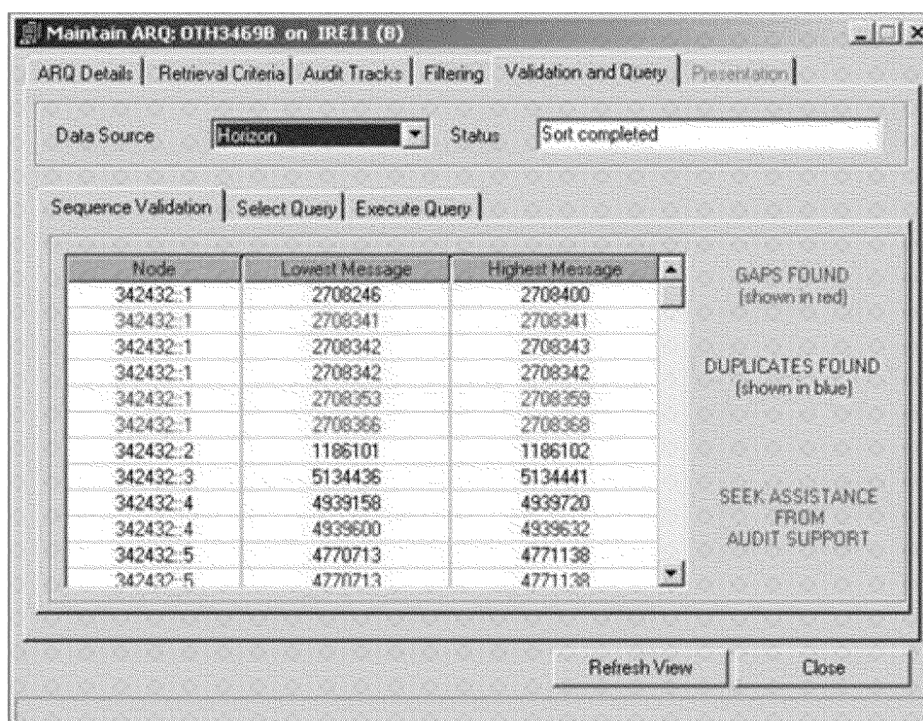 Maintain ARQ: OTH3469B on IRE11 (B)
ARQ Details Retrieval Criteria Audit Tracks Filtering Validation and Query Presentation
Data Source Horizon Status Sort completed
Sequence Validation Select Query Execute Query
Node Lowest Message Highest Message
342432::1 2708246 2708400
342432::1 2708341 2708341
342432::1 2708342 2708343
342432::1 2708342 2708342
342432::1 2708353 2708359
342432::1 2708366 2708368
342432::2 1186101 1186102
342432::3 5134436 5134441
342432::4 4939158 4939720
342432::4 4939600 4939632
342432::5 4770713 4771138
342432::5 4770713 4771138
GAPS FOUND
(shown in red)
DUPLICATES FOUND
(shown in blue)
SEEK ASSISTANCE
FROM
AUDIT SUPPORT
Refresh View Close